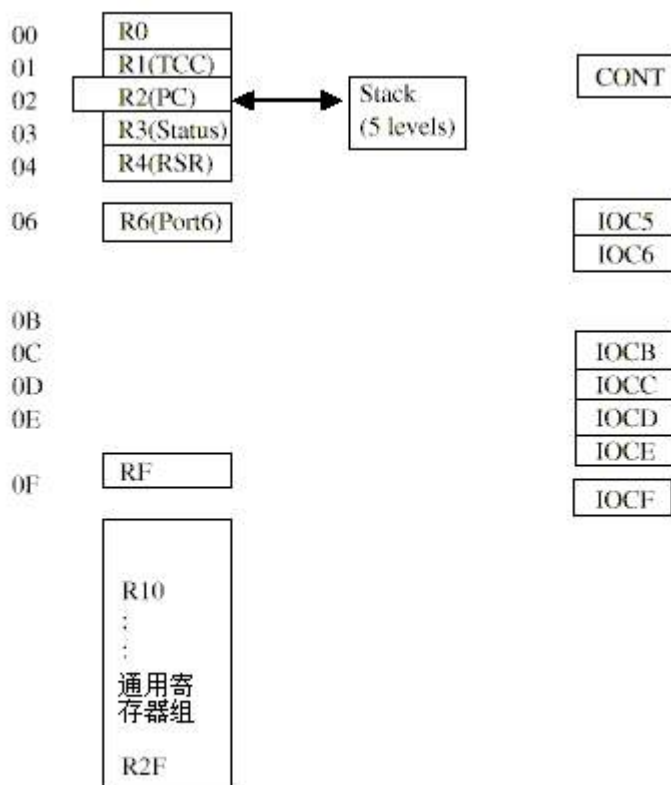 00 R0
01 R1(TCC)
CONT
02 R2(PC)
Stack
(5 levels)
03 R3(Status)
04 R4(RSR)
06 R6(Port6)
IOC5
IOC6
0B
0C
0D
0E
IOCB
IOCC
IOCD
IOCE
0F RF
IOCF
R10
:
:
通用寄
存器组
R2F